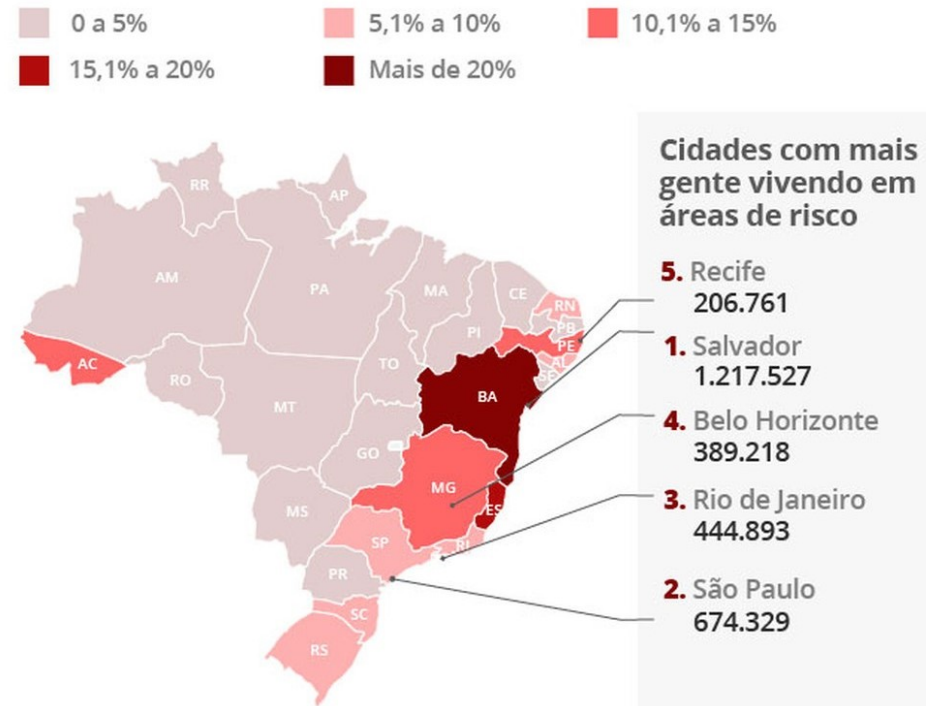 0 a 5%
5,1% a 10%
10,1% a 15%
15,1% a 20%
Mais de 20%
Cidades com mais
gente vivendo em
áreas de risco
5. Recife
206.761
1. Salvador
1.217.527
4. Belo Horizonte
389.218
3. Rio de Janeiro
444.893
2. São Paulo
674.329
RR
AP
AM
PA
MA
CE
RN
PB
PI
PE
AL
SE
AC
TO
RO
BA
MT
GO
MG
ES
MS
SP
RJ
PR
SC
RS